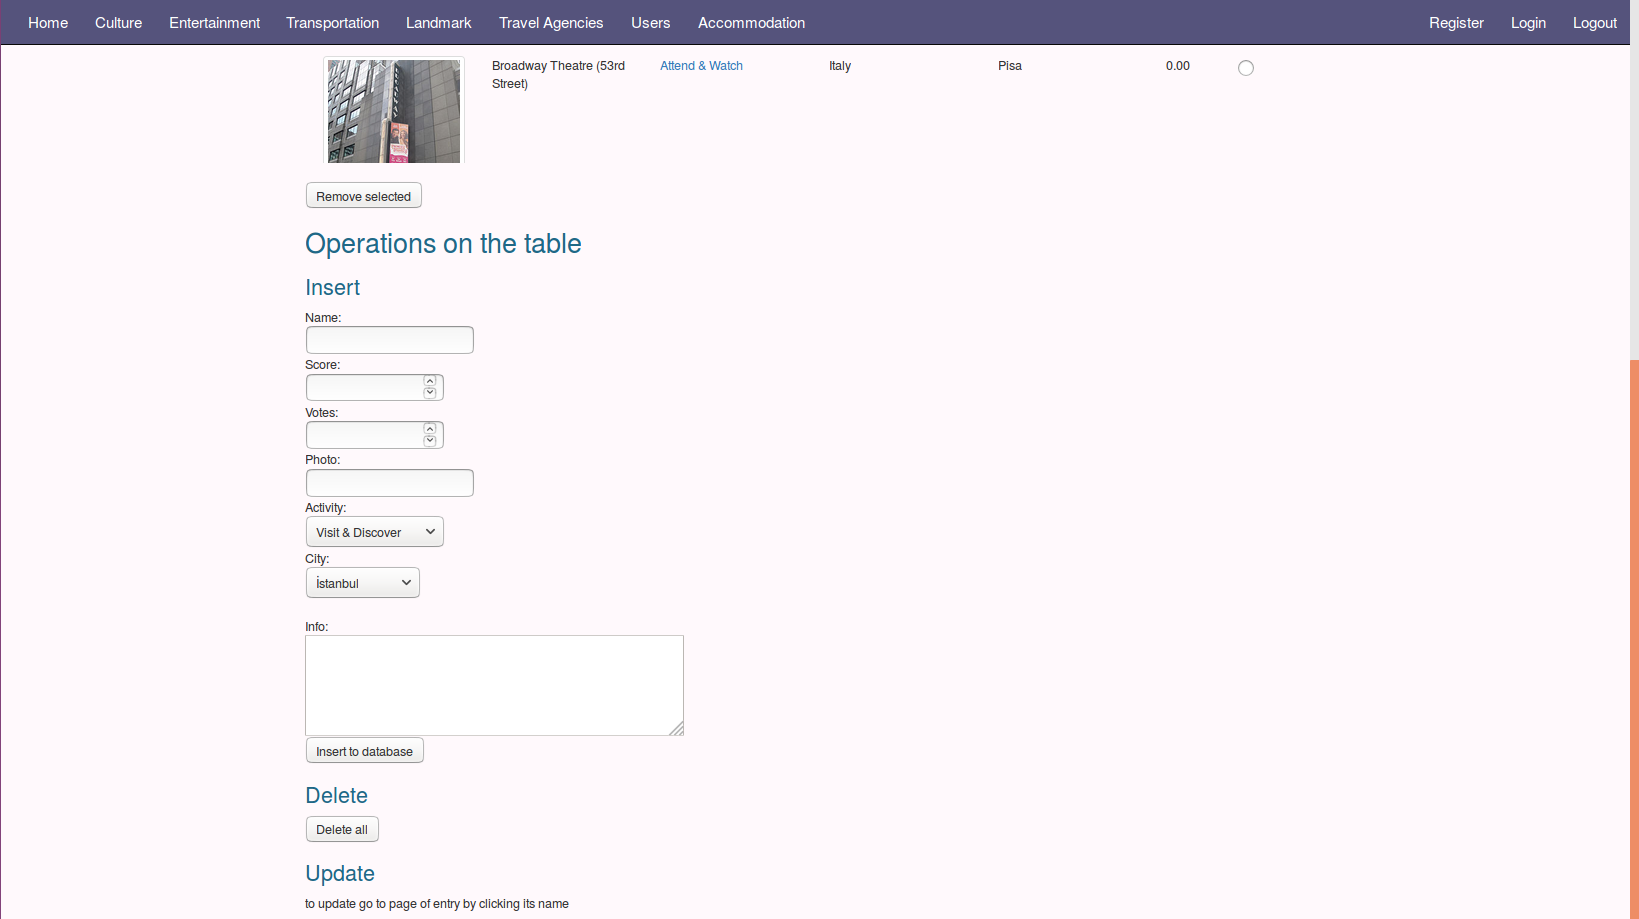 Home Culture Entertainment Transportation Landmark Travel Agencies Users Accommodation Register Login Logout
Broadway Theatre (53rd Attend & Watch Italy Pisa 0.00
Street)
Remove selected
Operations on the table
Insert
Name:
Score:
Votes:
Photo:
Activity:
Visit & Discover
City:
İstanbul
Info:
Insert to database
Delete
Delete all
Update
to update go to page of entry by clicking its name